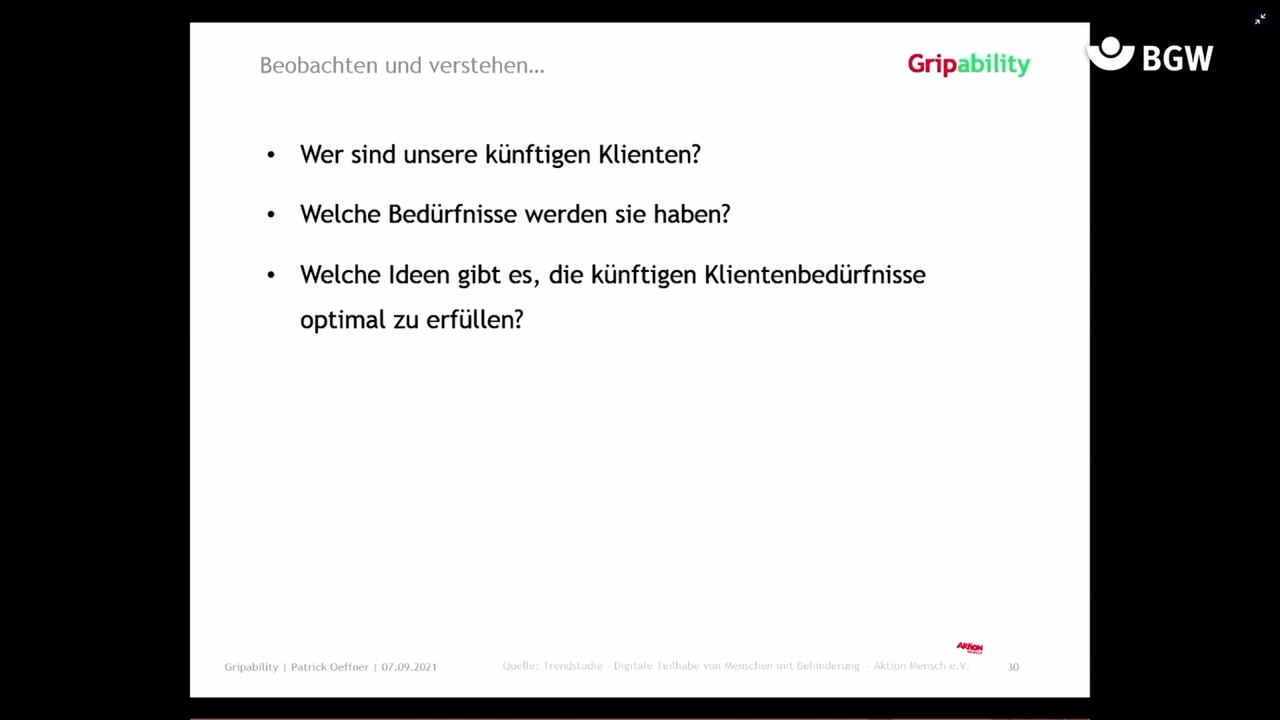 Beobachten und verstehen...
Gripability
BGW
• Wer sind unsere künftigen Klienten?
• Welche Bedürfnisse werden sie haben?
• Welche Ideen gibt es, die künftigen Klientenbedürfnisse
optimal zu erfüllen?
AKTION
MENSCH
Gripability | Patrick Oeffner | 07.09.2021
Quelle: Trendstudie - Digitale Teilhabe von Menschen mit Behinderung - Aktion Mensch e.V.
30